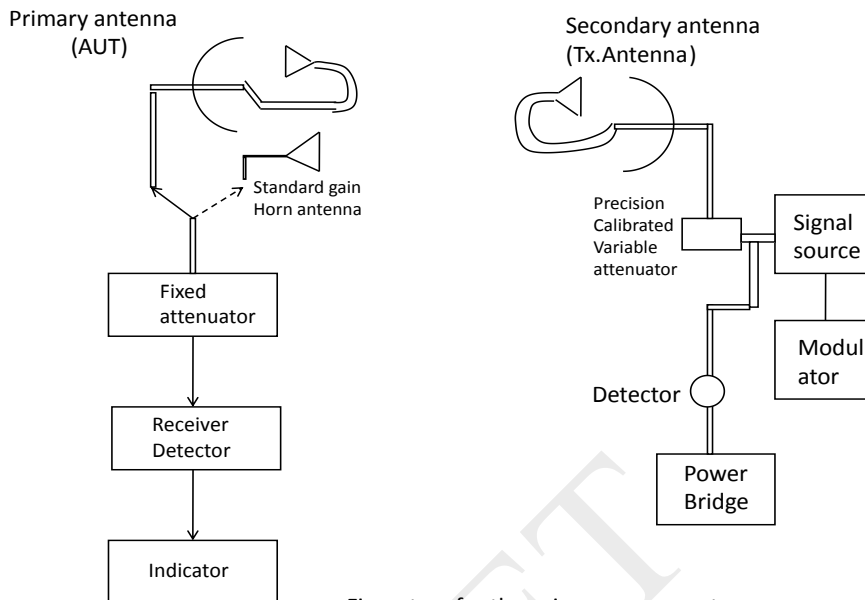 Primary antenna
(AUT)
Secondary antenna
(Tx.Antenna)
Standard gain
Horn antenna
Precision
Calibrated
Variable
attenuator
Signal
source
Fixed
attenuator
Modul
ator
Detector
Receiver
Detector
Power
Bridge
Indicator